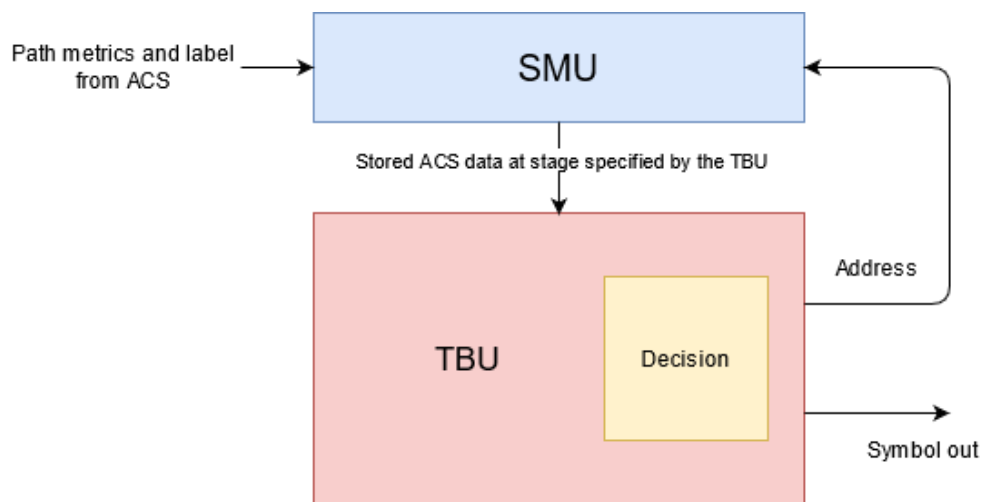 Path metrics and label
from ACS
SMU
Stored ACS data at stage specified by the TBU
Address
TBU
Decision
Symbol out